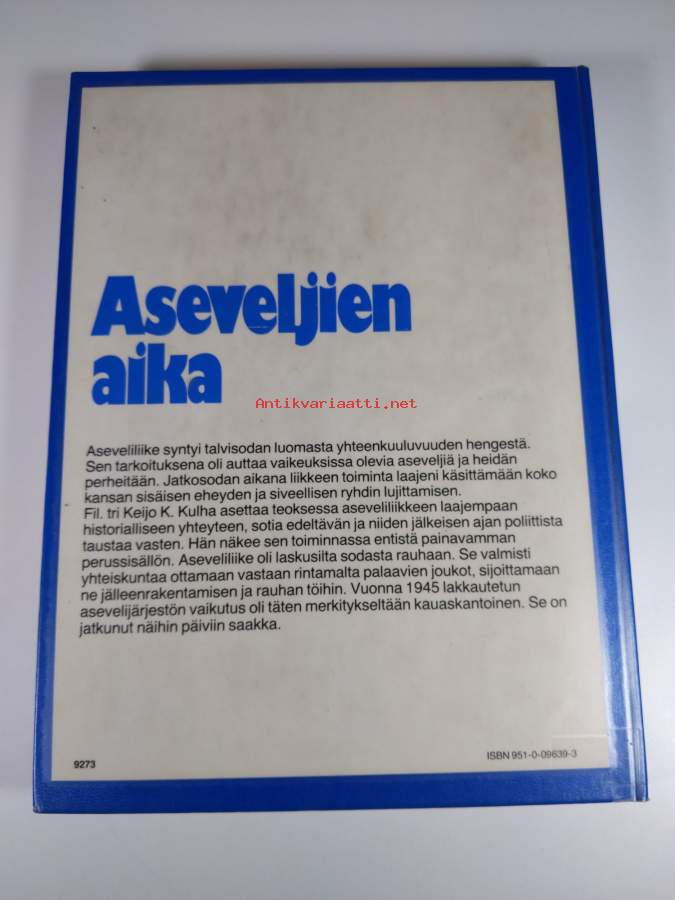 Aseveljien
aika
Antikvariaatti.net
Aseveliliike syntyi talvisodan luomasta yhteenkuuluvuuden hengestä.
Sen tarkoituksena oli auttaa vaikeuksissa olevia aseveljiä ja heidän
perheitään. Jatkosodan aikana liikkeen toiminta laajeni käsittämään koko
kansan sisäisen eheyden ja siveellisen ryhdin lujittamisen.
Fil. tri Keijo K. Kulha asettaa teoksessa aseveliliikkeen laajempaan
historialliseen yhteyteen, sotia edeltävän ja niiden jälkeisen ajan poliittista
taustaa vasten. Hän näkee sen toiminnassa entistä painavamman
perussisällön. Aseveliliike oli laskusilta sodasta rauhaan. Se valmisti
yhteiskuntaa ottamaan vastaan rintamalta palaavien joukot, sijoittamaan
ne jälleenrakentamisen ja rauhan töihin. Vuonna 1945 lakkautetun
asevelijärjestön vaikutus oli täten merkitykseltään kauaskantoinen. Se on
jatkunut näihin päiviin saakka.
9273
ISBN 951-0-09639-3